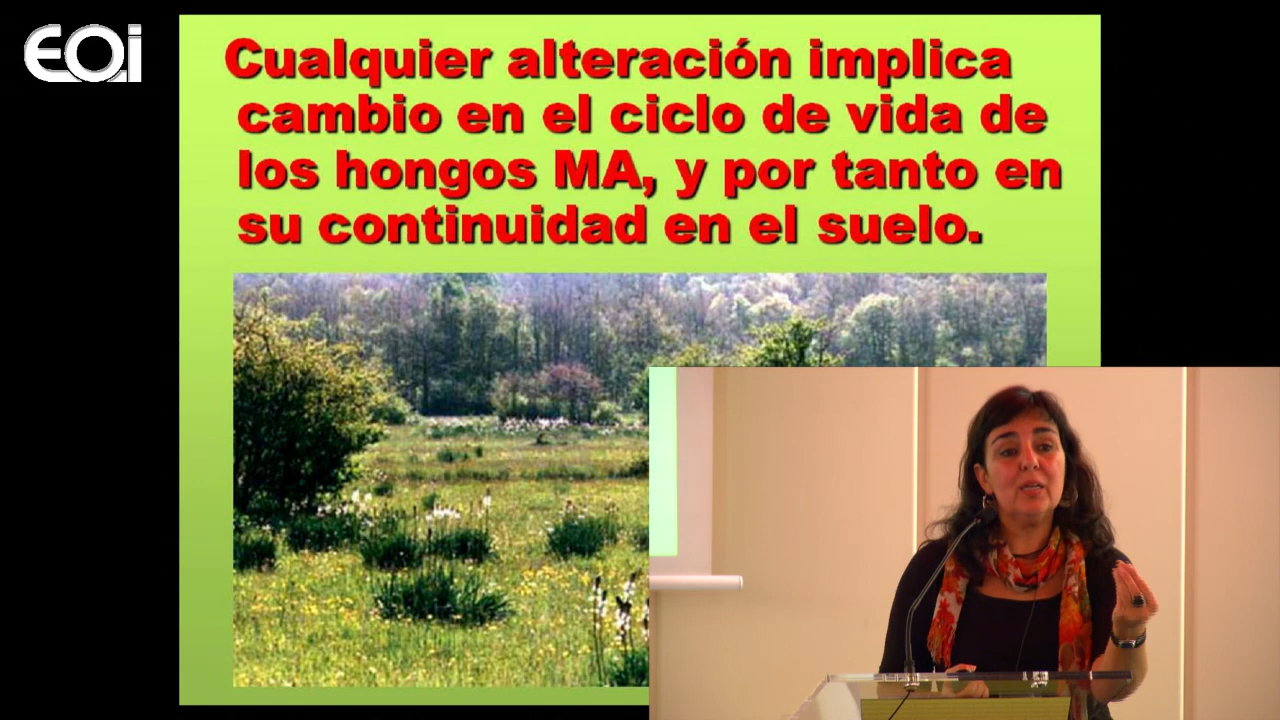 EOi
Cualquier alteración implica
cambio en el ciclo de vida de
los hongos MA, y por tanto en
su continuidad en el suelo.